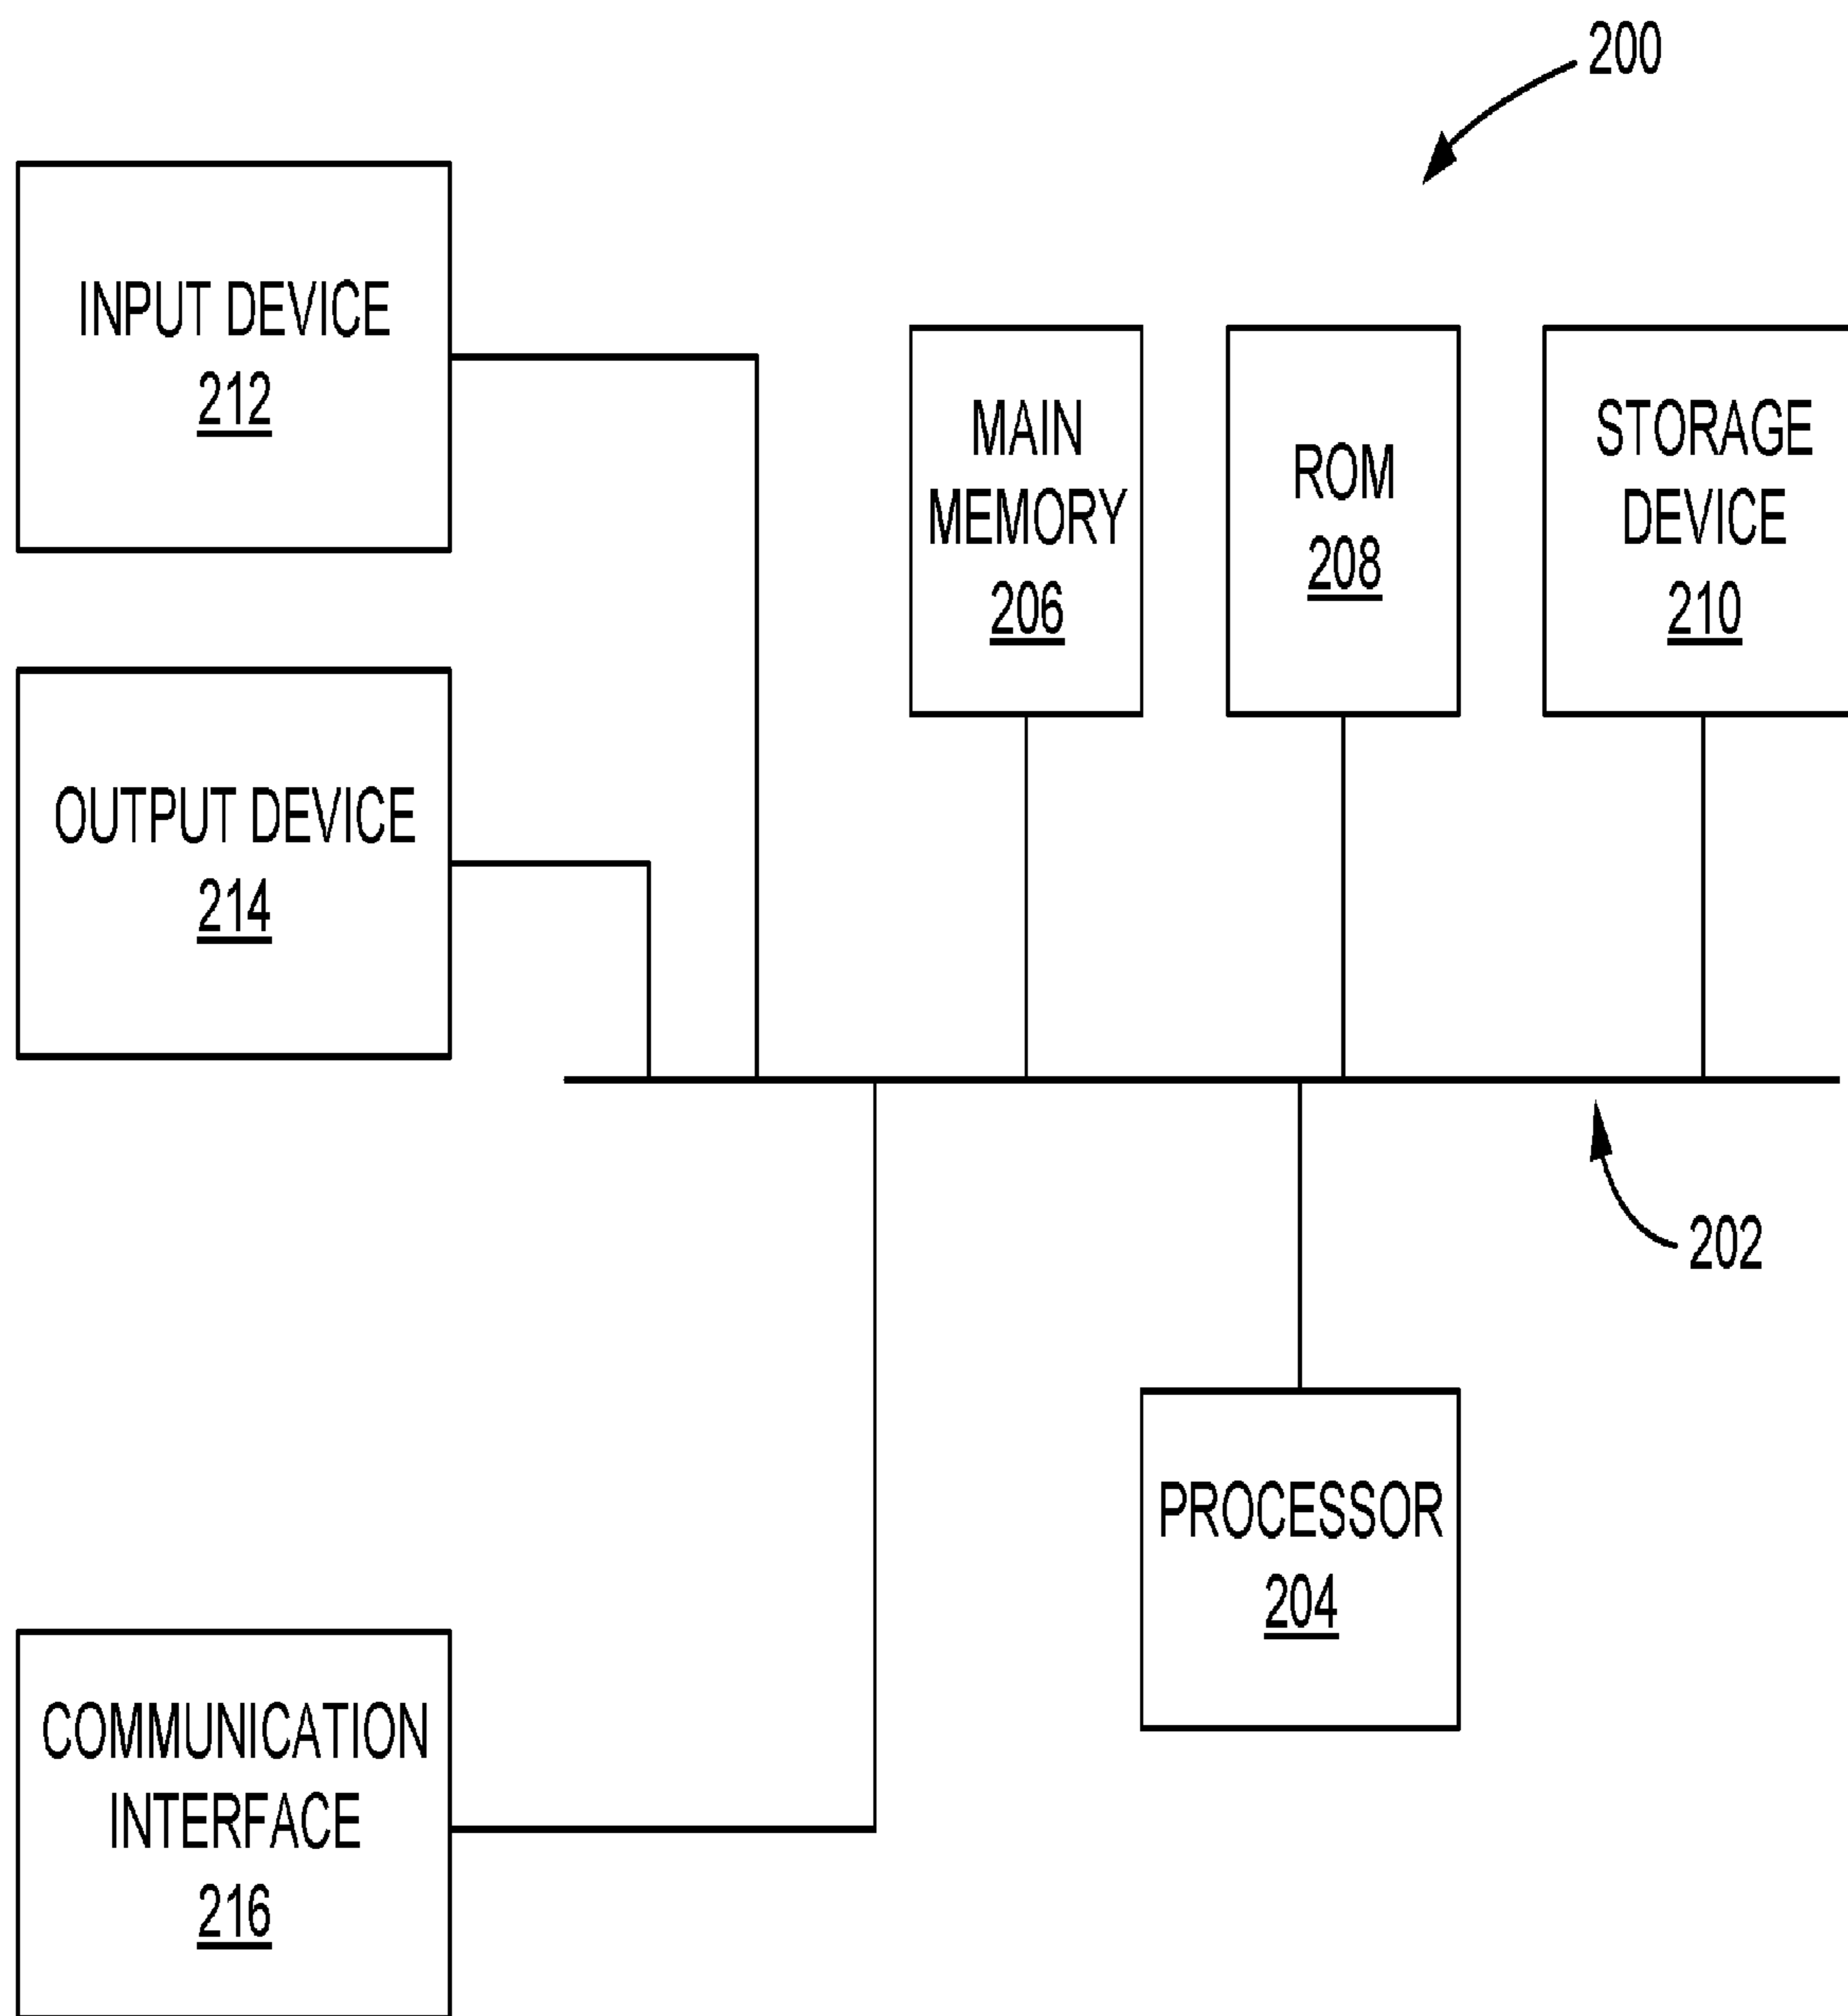 200
INPUT DEVICE
212
MAIN
MEMORY
206
ROM
208
STORAGE
DEVICE
210
OUTPUT DEVICE
214
202
PROCESSOR
204
COMMUNICATION
INTERFACE
216